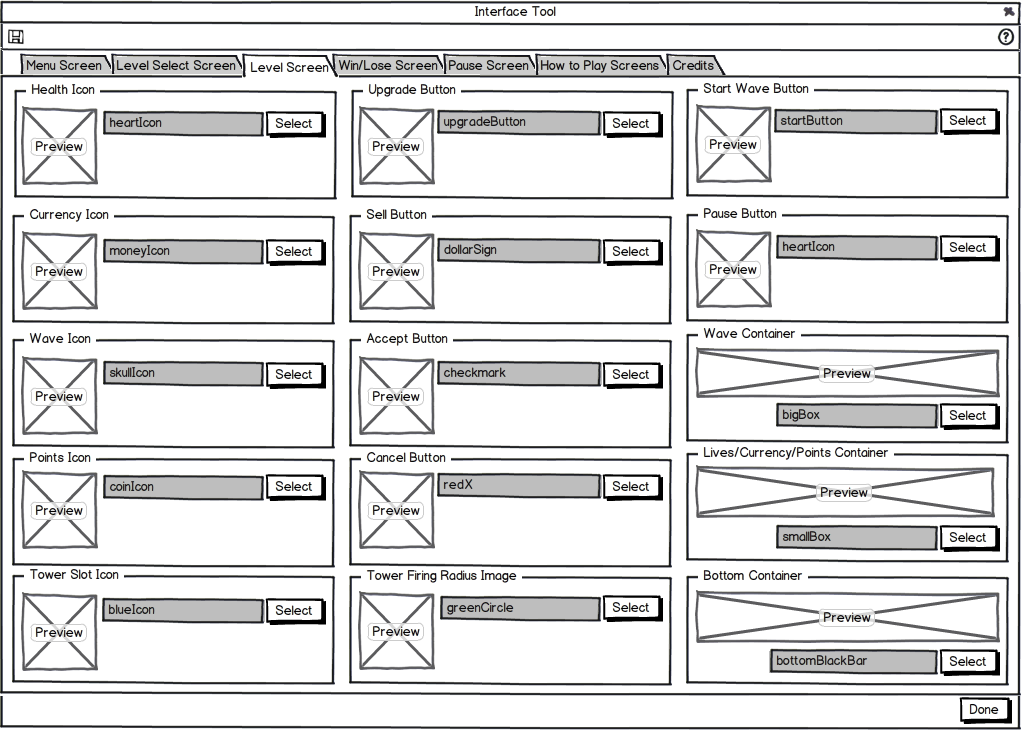 Interface Tool
Menu Screen Level Select Screen Level Screen Win/Lose Screen Pause Screen How to Play Screens Credits
Health Icon
Preview heartIcon Select
Upgrade Button
Preview upgradeButton Select
Start Wave Button
Preview startButton Select
Currency Icon
Preview moneyIcon Select
Sell Button
Preview dollarSign Select
Pause Button
Preview heartIcon Select
Wave Icon
Preview skullIcon Select
Accept Button
Preview checkmark Select
Wave Container
Preview
bigBox Select
Points Icon
Preview coinIcon Select
Cancel Button
Preview redX Select
Lives/Currency/Points Container
Preview
smallBox Select
Tower Slot Icon
Preview blueIcon Select
Tower Firing Radius Image
Preview greenCircle Select
Bottom Container
Preview
bottomBlackBar Select
Done